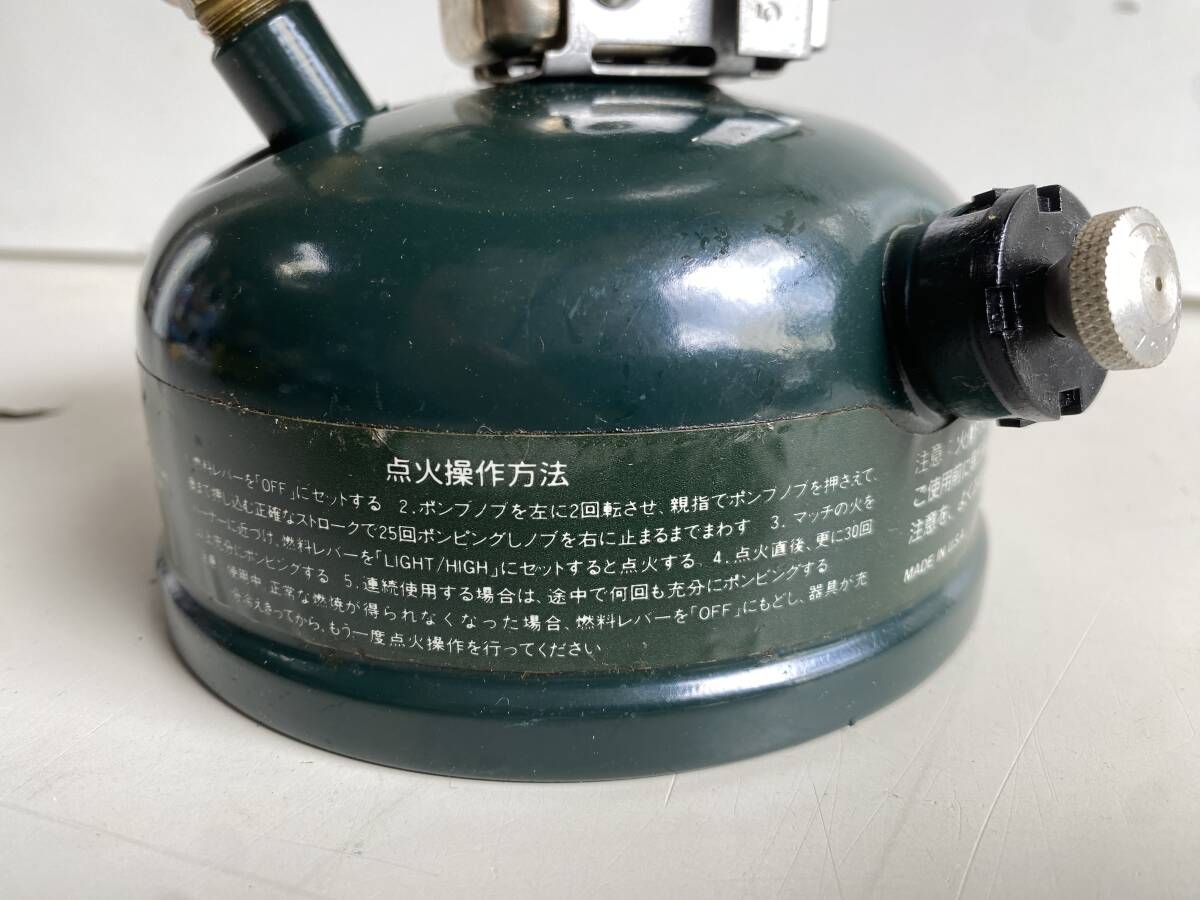 点火操作方法
燃料レバーを「OFF」にセットする 2. ポンプノブを左に2回転させ、親指でポンプノブを押さえて、
まで押し込む正確なストロークで25回ポンピングしノブを右に止まるまでまわす 3. マッチの火を
ーナーに近づけ、燃料レバーを「LIGHT/HIGH」にセットすると点火する 4. 点火直後、更に30回
充分にポンピングする 5. 連続使用する場合は、途中で何回も充分にポンピングする
使用中、正常な燃焼が得られなくなった場合、燃料レバーを「OFF」にもどし、器具が充
冷えきってから、もう一度点火操作を行ってください
注意:火
ご使用前に
注意を、よく
MADE IN USA
5